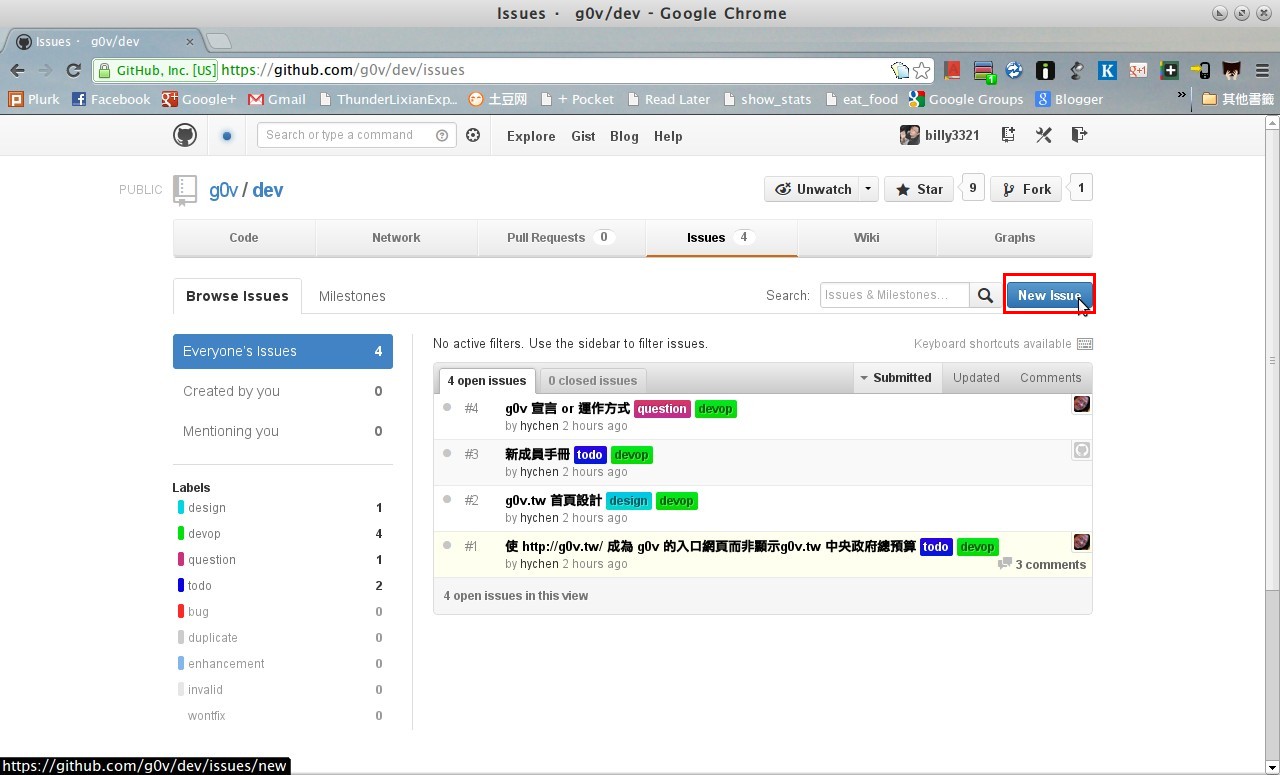 Issues · g0v/dev - Google Chrome
Issues · g0v/dev
GitHub, Inc. [US] https://github.com/g0v/dev/issues
Plurk Facebook Google+ Gmail ThunderLixianExp... 土豆网 + Pocket Read Later show_stats eat_food Google Groups Blogger » 其他書籤
Search or type a command Explore Gist Blog Help billy3321
PUBLIC g0v / dev Unwatch Star 9 Fork 1
Code Network Pull Requests 0 Issues 4 Wiki Graphs
Browse Issues Milestones Search: Issues & Milestones... New Issue
Everyone's Issues 4
Created by you 0
Mentioning you 0
Labels
design 1
devop 4
question 1
todo 2
bug 0
duplicate 0
enhancement 0
invalid 0
wontfix 0
No active filters. Use the sidebar to filter issues. Keyboard shortcuts available
4 open issues 0 closed issues Submitted Updated Comments
#4 g0v 宣言 or 運作方式 question devop
by hychen 2 hours ago
#3 新成員手冊 todo devop
by hychen 2 hours ago
#2 g0v.tw 首頁設計 design devop
by hychen 2 hours ago
#1 使 http://g0v.tw/ 成為 g0v 的入口網頁而非顯示g0v.tw 中央政府總預算 todo devop
by hychen 2 hours ago 3 comments
4 open issues in this view
https://github.com/g0v/dev/issues/new